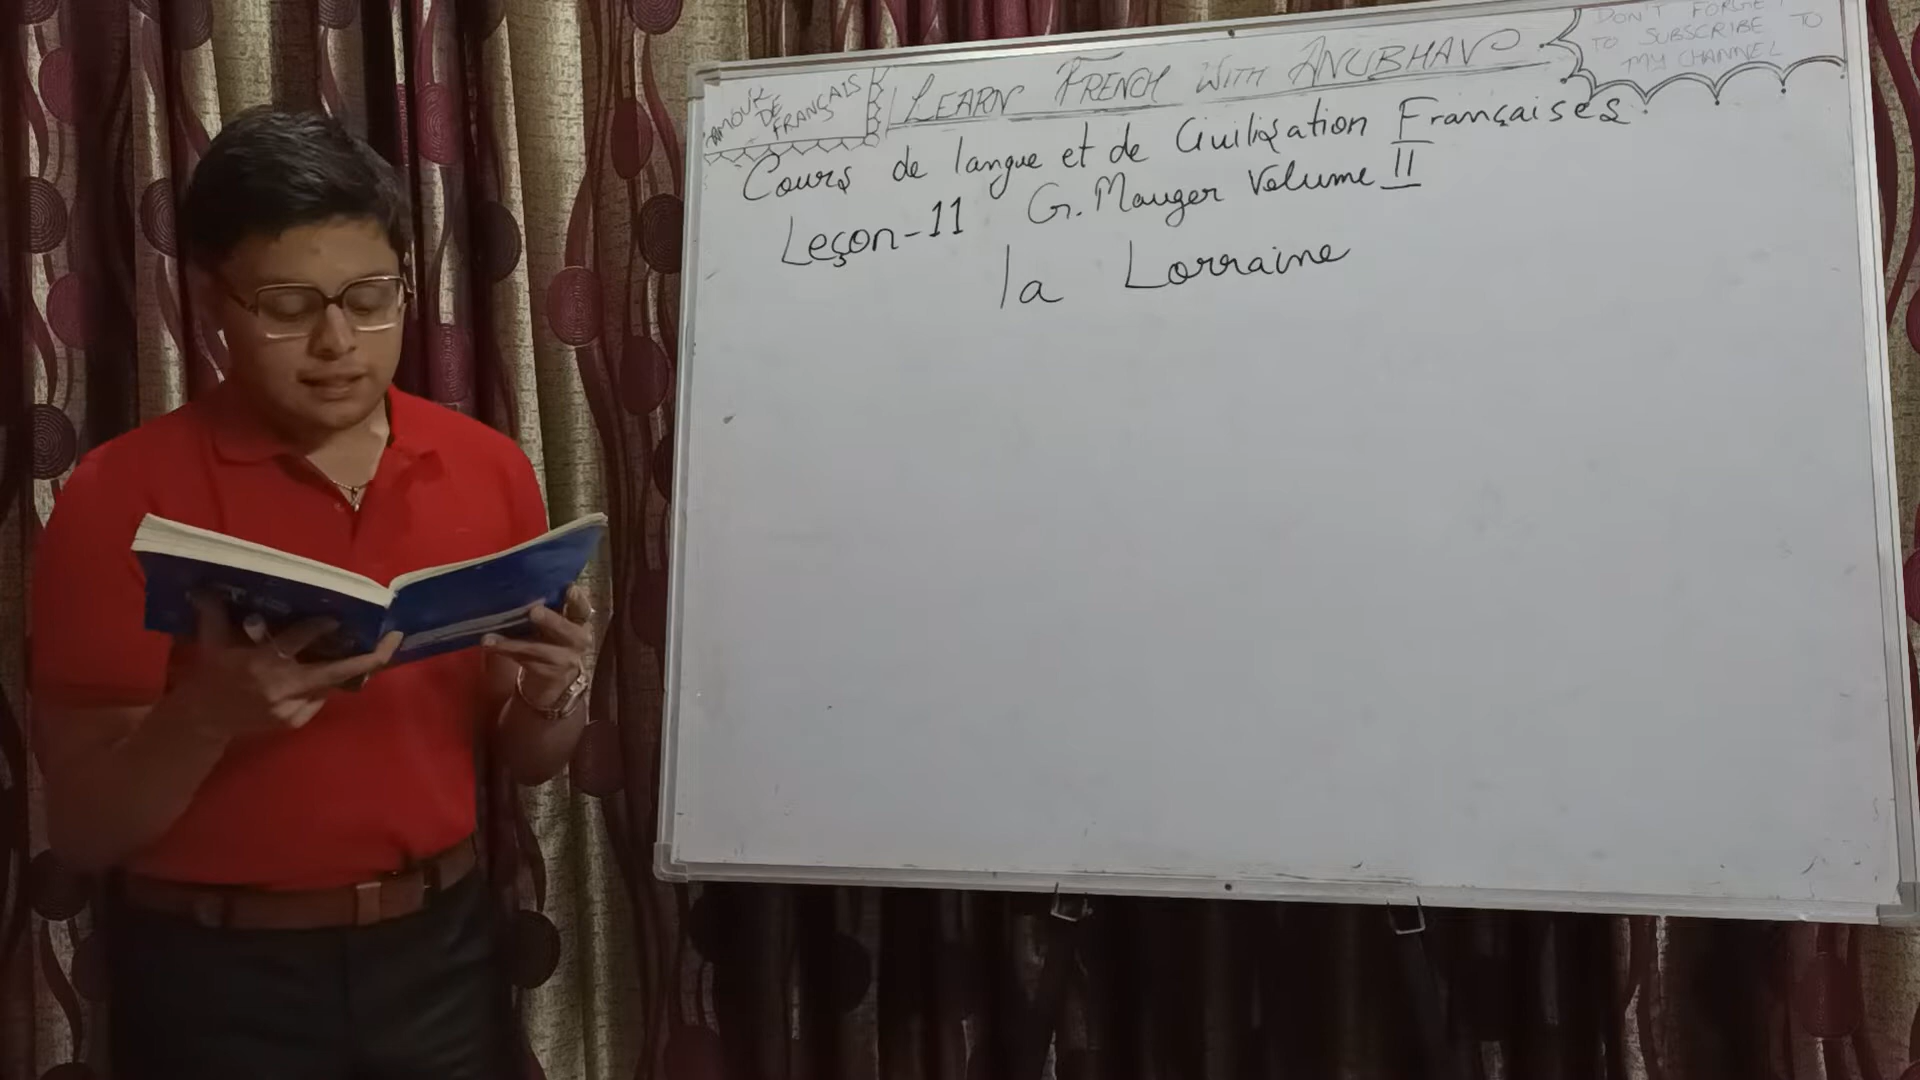 AMOUR
DE
FRANÇAIS
LEARN FRENCH WITH ANUBHAV
DON'T FORGET
TO SUBSCRIBE TO
MY CHANNEL
Cours de langue et de Civilisation Françaises.
Leçon-11 G. Mauger Volume II
la Lorraine